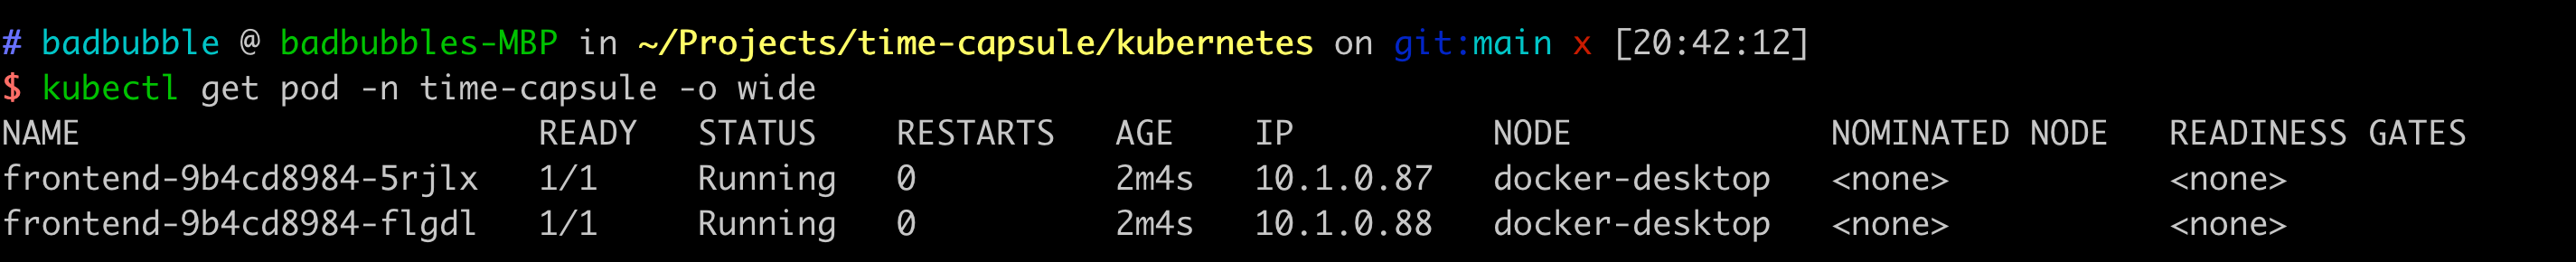 # badbubble @ badbubbles-MBP in ~/Projects/time-capsule/kubernetes on git:main x [20:42:12]
$ kubectl get pod -n time-capsule -o wide
NAME                       READY   STATUS    RESTARTS   AGE    IP          NODE             NOMINATED NODE   READINESS GATES
frontend-9b4cd8984-5rjlx   1/1     Running   0          2m4s   10.1.0.87   docker-desktop   <none>           <none>
frontend-9b4cd8984-flgdl   1/1     Running   0          2m4s   10.1.0.88   docker-desktop   <none>           <none>